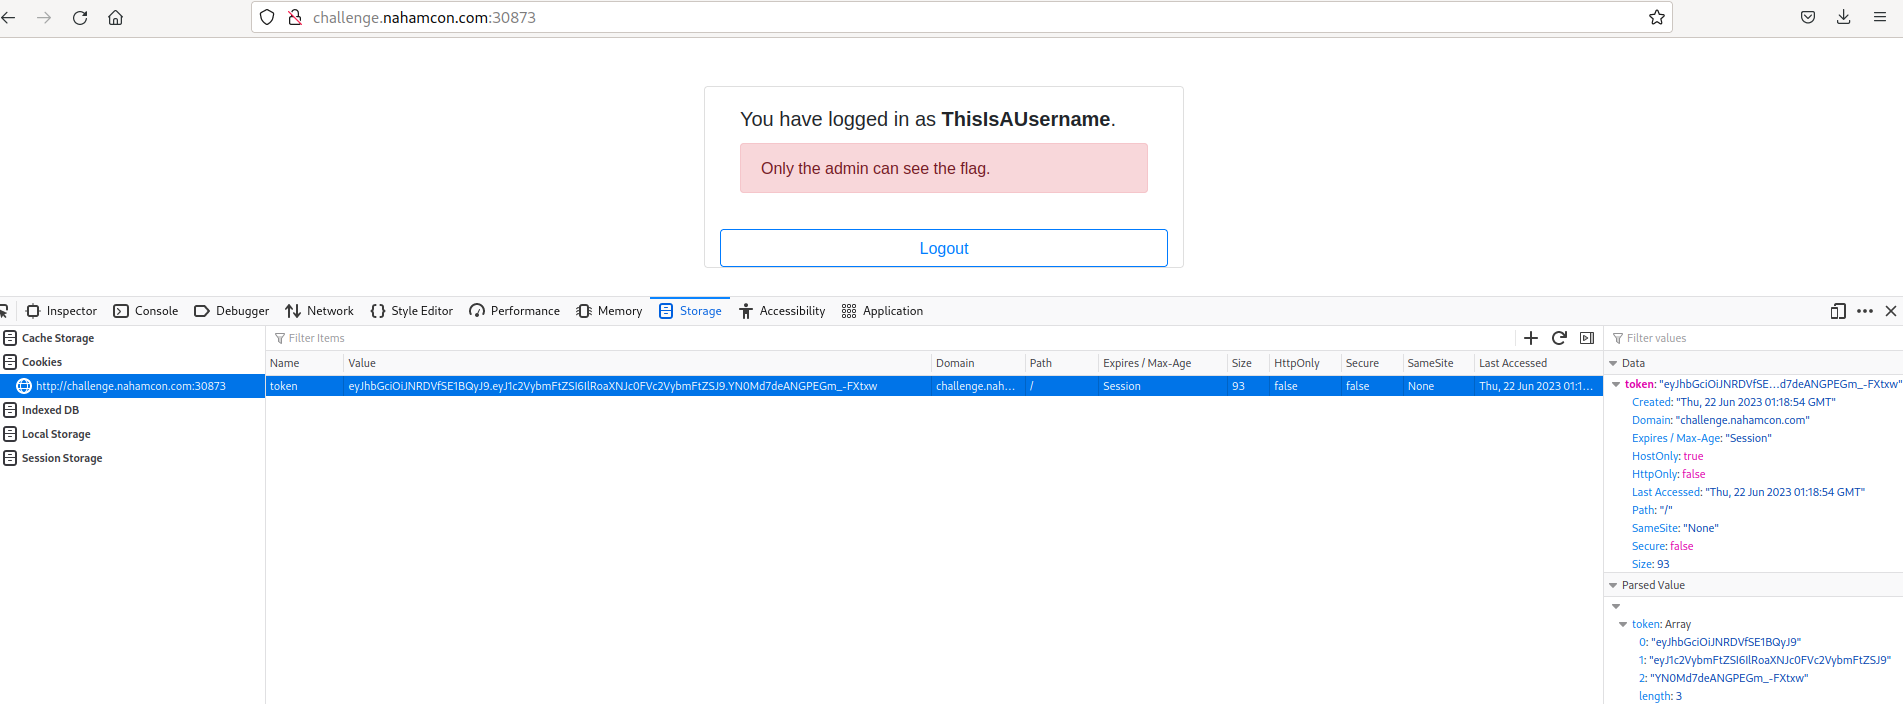 challenge.nahamcon.com:30873
You have logged in as ThisIsAUsername.
Only the admin can see the flag.
Logout
Inspector Console Debugger Network Style Editor Performance Memory Storage Accessibility Application
Cache Storage
Cookies
http://challenge.nahamcon.com:30873
Indexed DB
Local Storage
Session Storage
Filter Items
Name Value Domain Path Expires / Max-Age Size HttpOnly Secure SameSite Last Accessed
token eyJhbGciOiJNRDVfSE1BQyJ9.eyJ1c2VybmFtZSI6IlRoaXNJc0FVc2VybmFtZSJ9.YN0Md7deANGPEGm_-FXtxw challenge.nah... / Session 93 false false None Thu, 22 Jun 2023 01:1...
Filter values
Data
token: "eyJhbGciOiJNRDVfSE...d7deANGPEGm_-FXtxw"
Created: "Thu, 22 Jun 2023 01:18:54 GMT"
Domain: "challenge.nahamcon.com"
Expires / Max-Age: "Session"
HostOnly: true
HttpOnly: false
Last Accessed: "Thu, 22 Jun 2023 01:18:54 GMT"
Path: "/"
SameSite: "None"
Secure: false
Size: 93
Parsed Value
token: Array
0: "eyJhbGciOiJNRDVfSE1BQyJ9"
1: "eyJ1c2VybmFtZSI6IlRoaXNJc0FVc2VybmFtZSJ9"
2: "YN0Md7deANGPEGm_-FXtxw"
length: 3